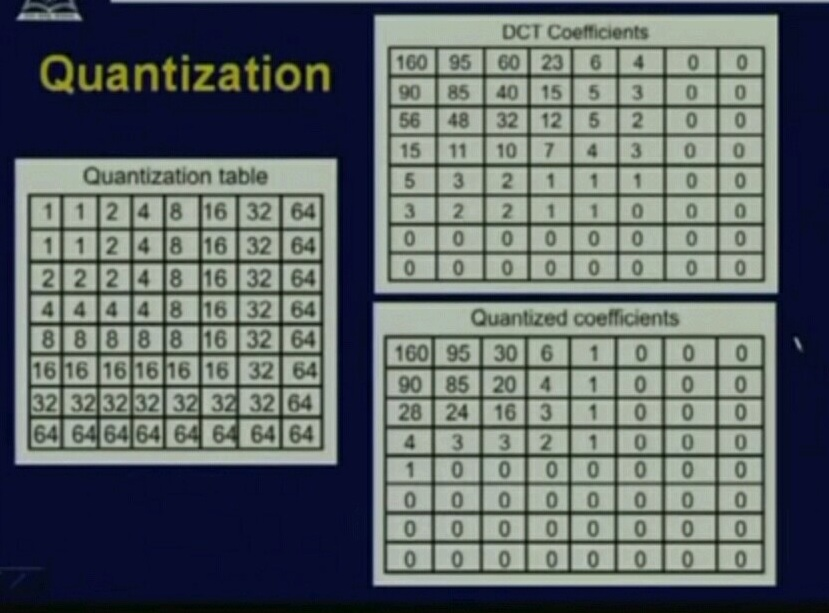 Quantization
DCT Coefficients
160 95 60 23 6 4 0 0
90 85 40 15 5 3 0 0
56 48 32 12 5 2 0 0
15 11 10 7 4 3 0 0
5 3 2 1 1 1 0 0
3 2 2 1 1 0 0 0
0 0 0 0 0 0 0 0
0 0 0 0 0 0 0 0
Quantization table
1 1 2 4 8 16 32 64
1 1 2 4 8 16 32 64
2 2 2 4 8 16 32 64
4 4 4 4 8 16 32 64
8 8 8 8 8 16 32 64
16 16 16 16 16 16 32 64
32 32 32 32 32 32 32 64
64 64 64 64 64 64 64 64
Quantized coefficients
160 95 30 6 1 0 0 0
90 85 20 4 1 0 0 0
28 24 16 3 1 0 0 0
4 3 3 2 1 0 0 0
1 0 0 0 0 0 0 0
0 0 0 0 0 0 0 0
0 0 0 0 0 0 0 0
0 0 0 0 0 0 0 0